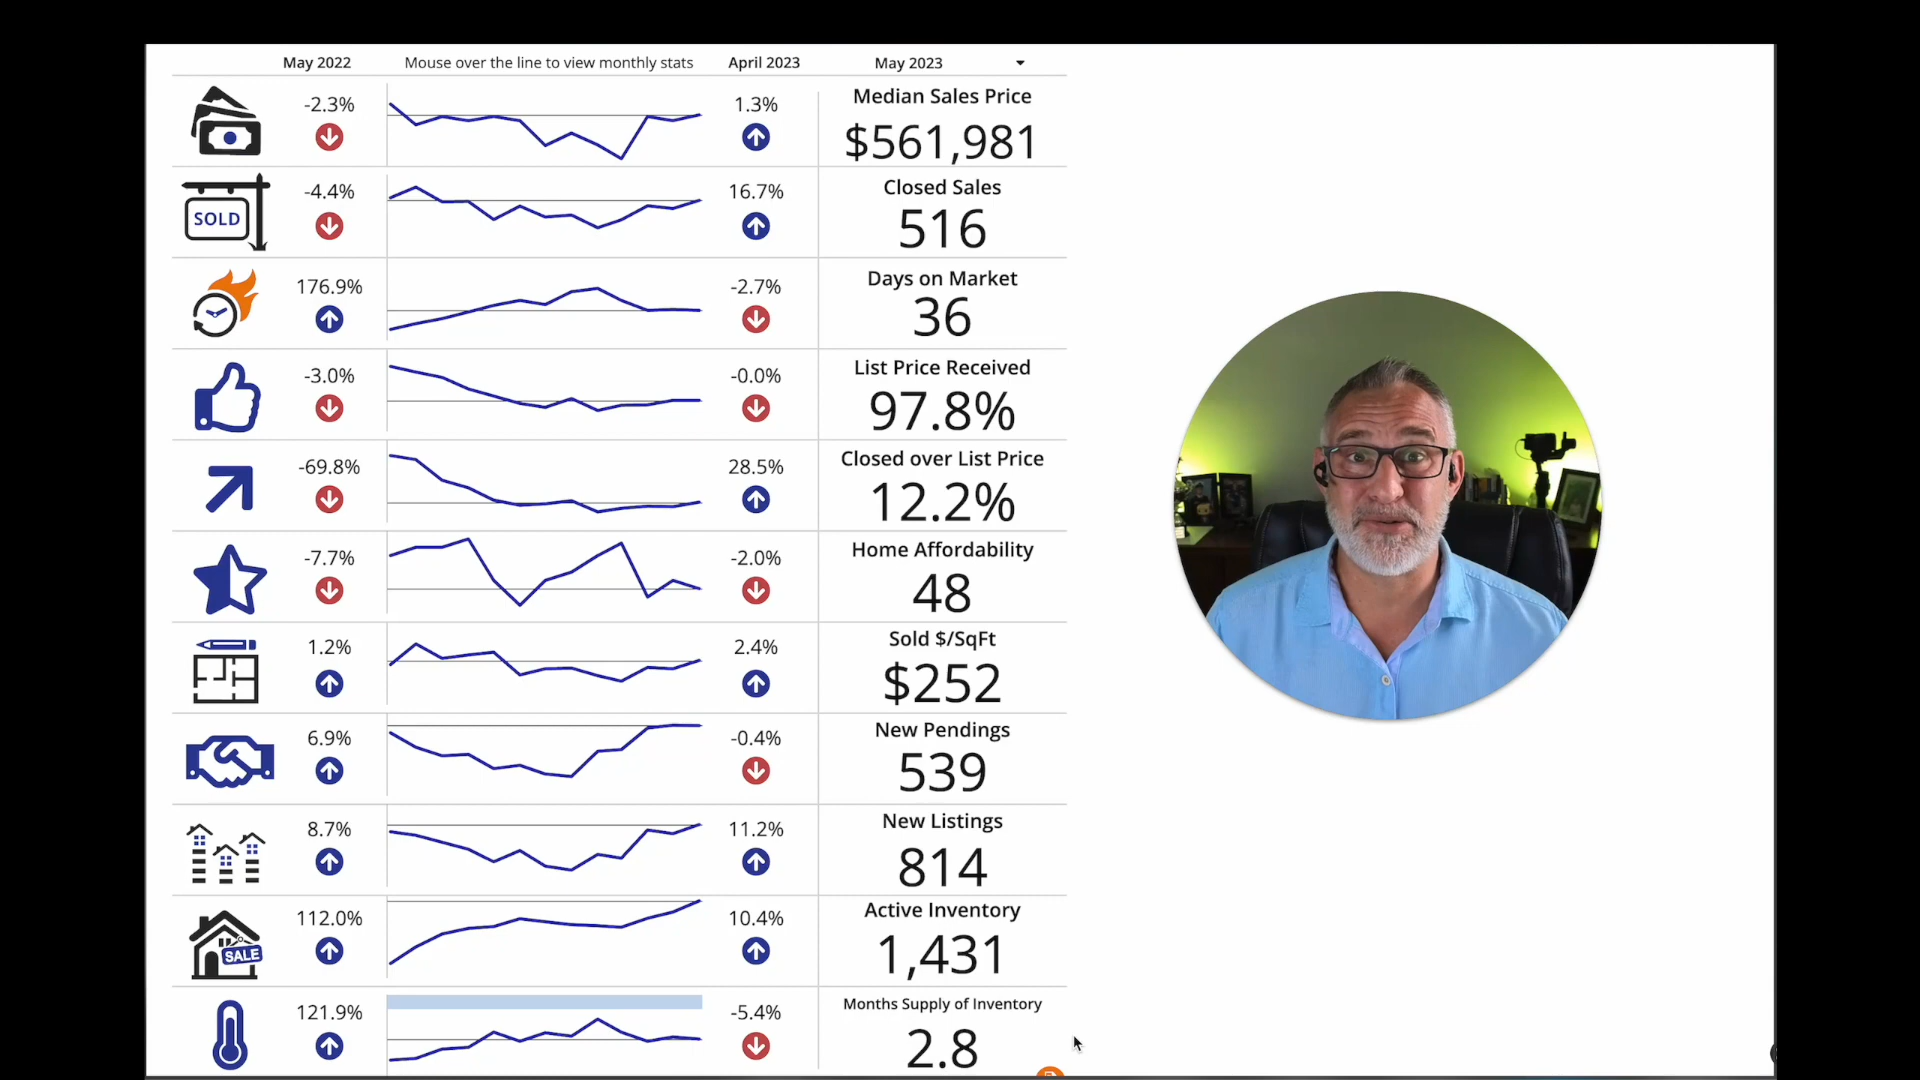 May 2022 Mouse over the line to view monthly stats April 2023 May 2023
-2.3% 1.3% Median Sales Price
$561,981
SOLD -4.4% 16.7% Closed Sales
516
176.9% -2.7% Days on Market
36
-3.0% -0.0% List Price Received
97.8%
-69.8% 28.5% Closed over List Price
12.2%
-7.7% -2.0% Home Affordability
48
1.2% 2.4% Sold $/SqFt
$252
6.9% -0.4% New Pendings
539
8.7% 11.2% New Listings
814
SALE 112.0% 10.4% Active Inventory
1,431
121.9% -5.4% Months Supply of Inventory
2.8